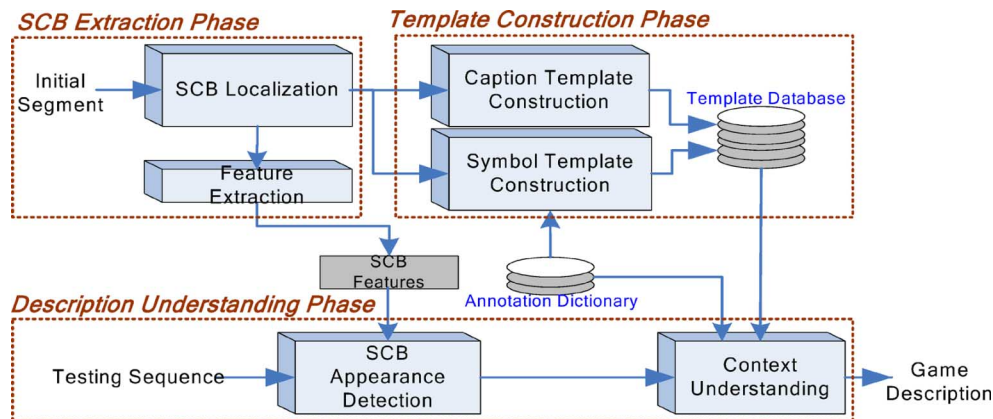 SCB Extraction Phase
Template Construction Phase
Initial
Segment
SCB Localization
Caption Template
Construction
Template Database
Symbol Template
Construction
Feature
Extraction
SCB
Features
Annotation Dictionary
Description Understanding Phase
Testing Sequence
SCB
Appearance
Detection
Context
Understanding
Game
Description